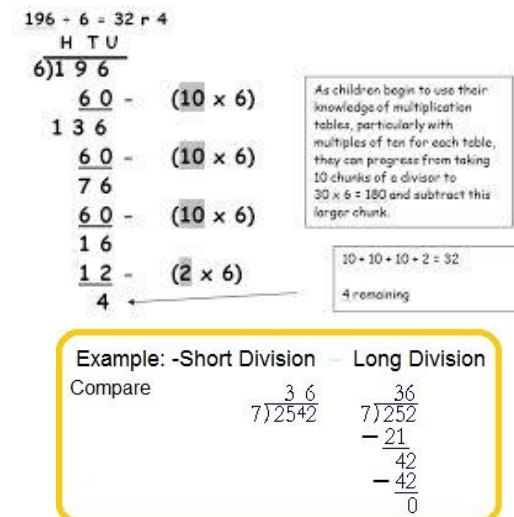 196 ÷ 6 = 32 r 4
H T U
6)1 9 6
6 0 - (10 x 6)
1 3 6
6 0 - (10 x 6)
7 6
6 0 - (10 x 6)
1 6
1 2 - (2 x 6)
4
As children begin to use their
knowledge of multiplication
tables, particularly with
multiples of ten for each table,
they can progress from taking
10 chunks of a divisor to
30 x 6 = 180 and subtract this
larger chunk.
10 + 10 + 10 + 2 = 32
4 remaining
Example: -Short Division – Long Division
Compare
3 6
7)25⁴2
36
7)252
− 21
42
− 42
0